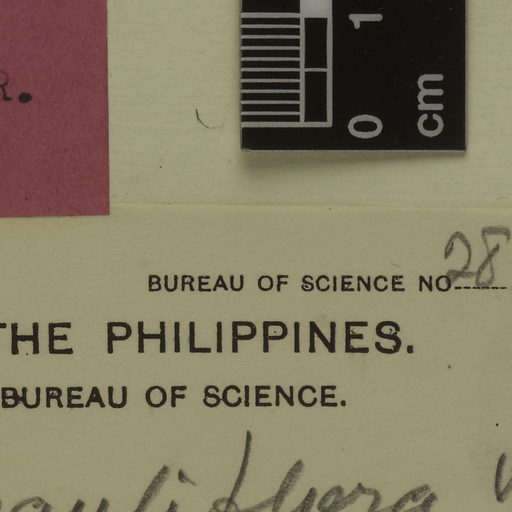 R.
1
0
cm
BUREAU OF SCIENCE NO. 28
THE PHILIPPINES.
BUREAU OF SCIENCE.